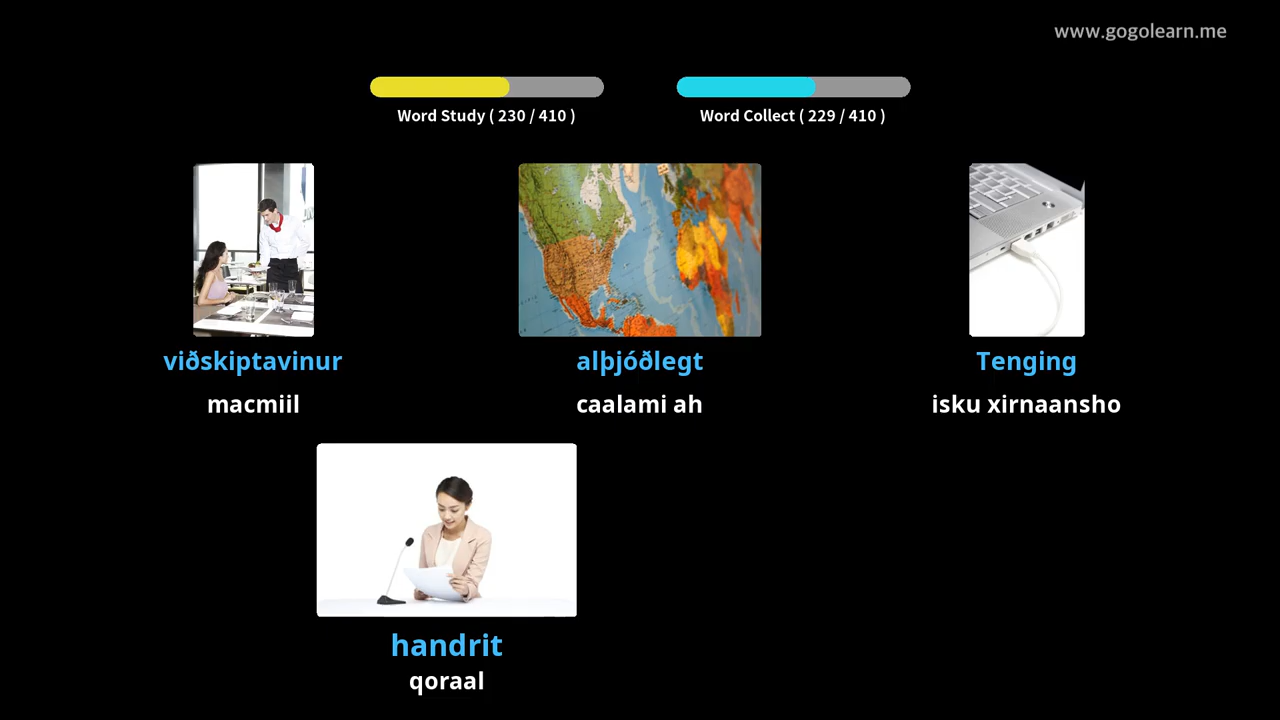 www.gogolearn.me
Word Study ( 230 / 410 )
Word Collect ( 229 / 410 )
viðskiptavinur
alþjóðlegt
Tenging
macmiil
caalami ah
isku xirnaansho
handrit
qoraal